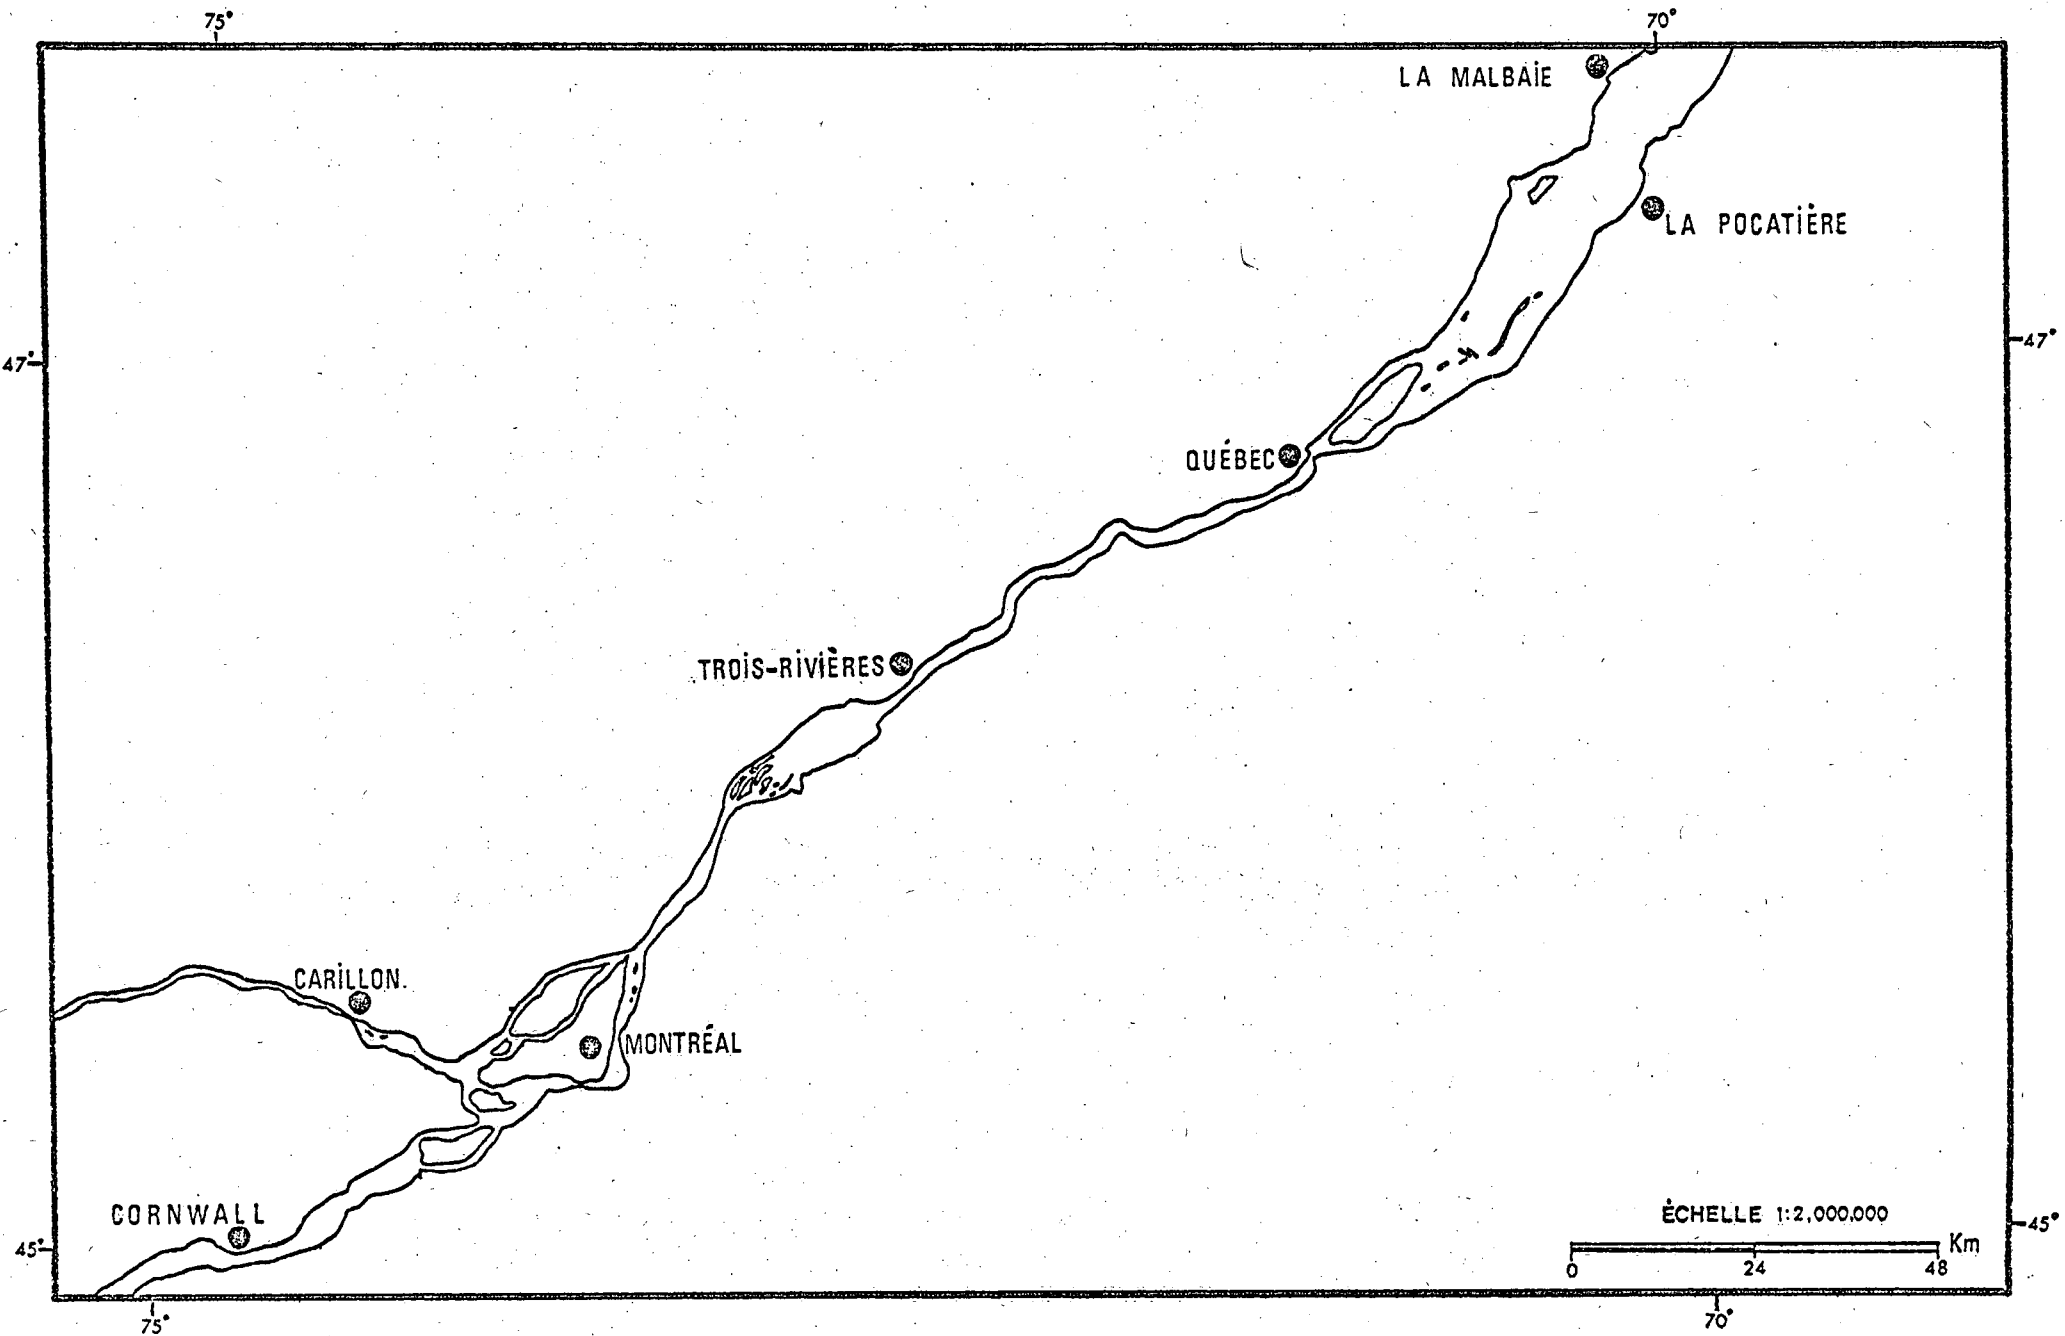 75°
70°
LA MALBAiE
LA POCATiÈRE
47°
47°
QUÉBEC
TROiS-RiViÈRES
CARiLLON.
MONTRÉAL
CORNWALL
ÉCHELLE 1:2,000,000
Km
0 24 48
45°
45°
75°
70°